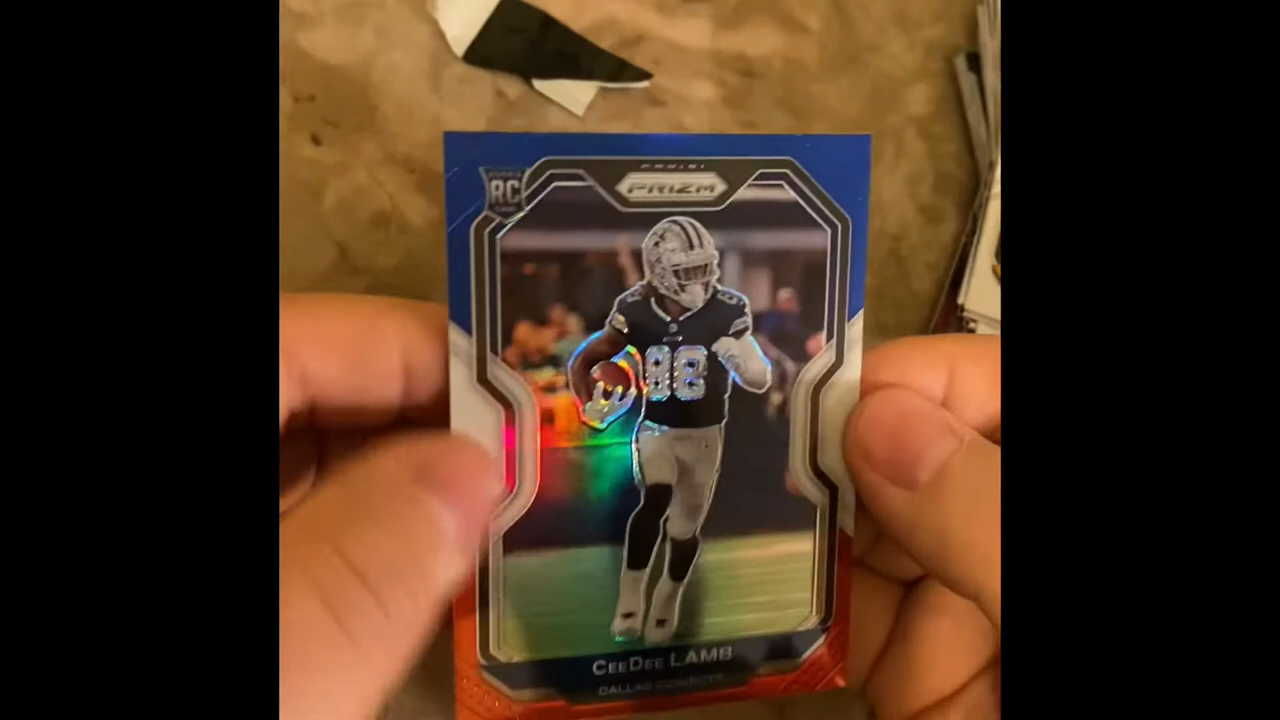 PANINI
PRIZM
RC
88
CEEDEE LAMB
DALLAS COWBOYS